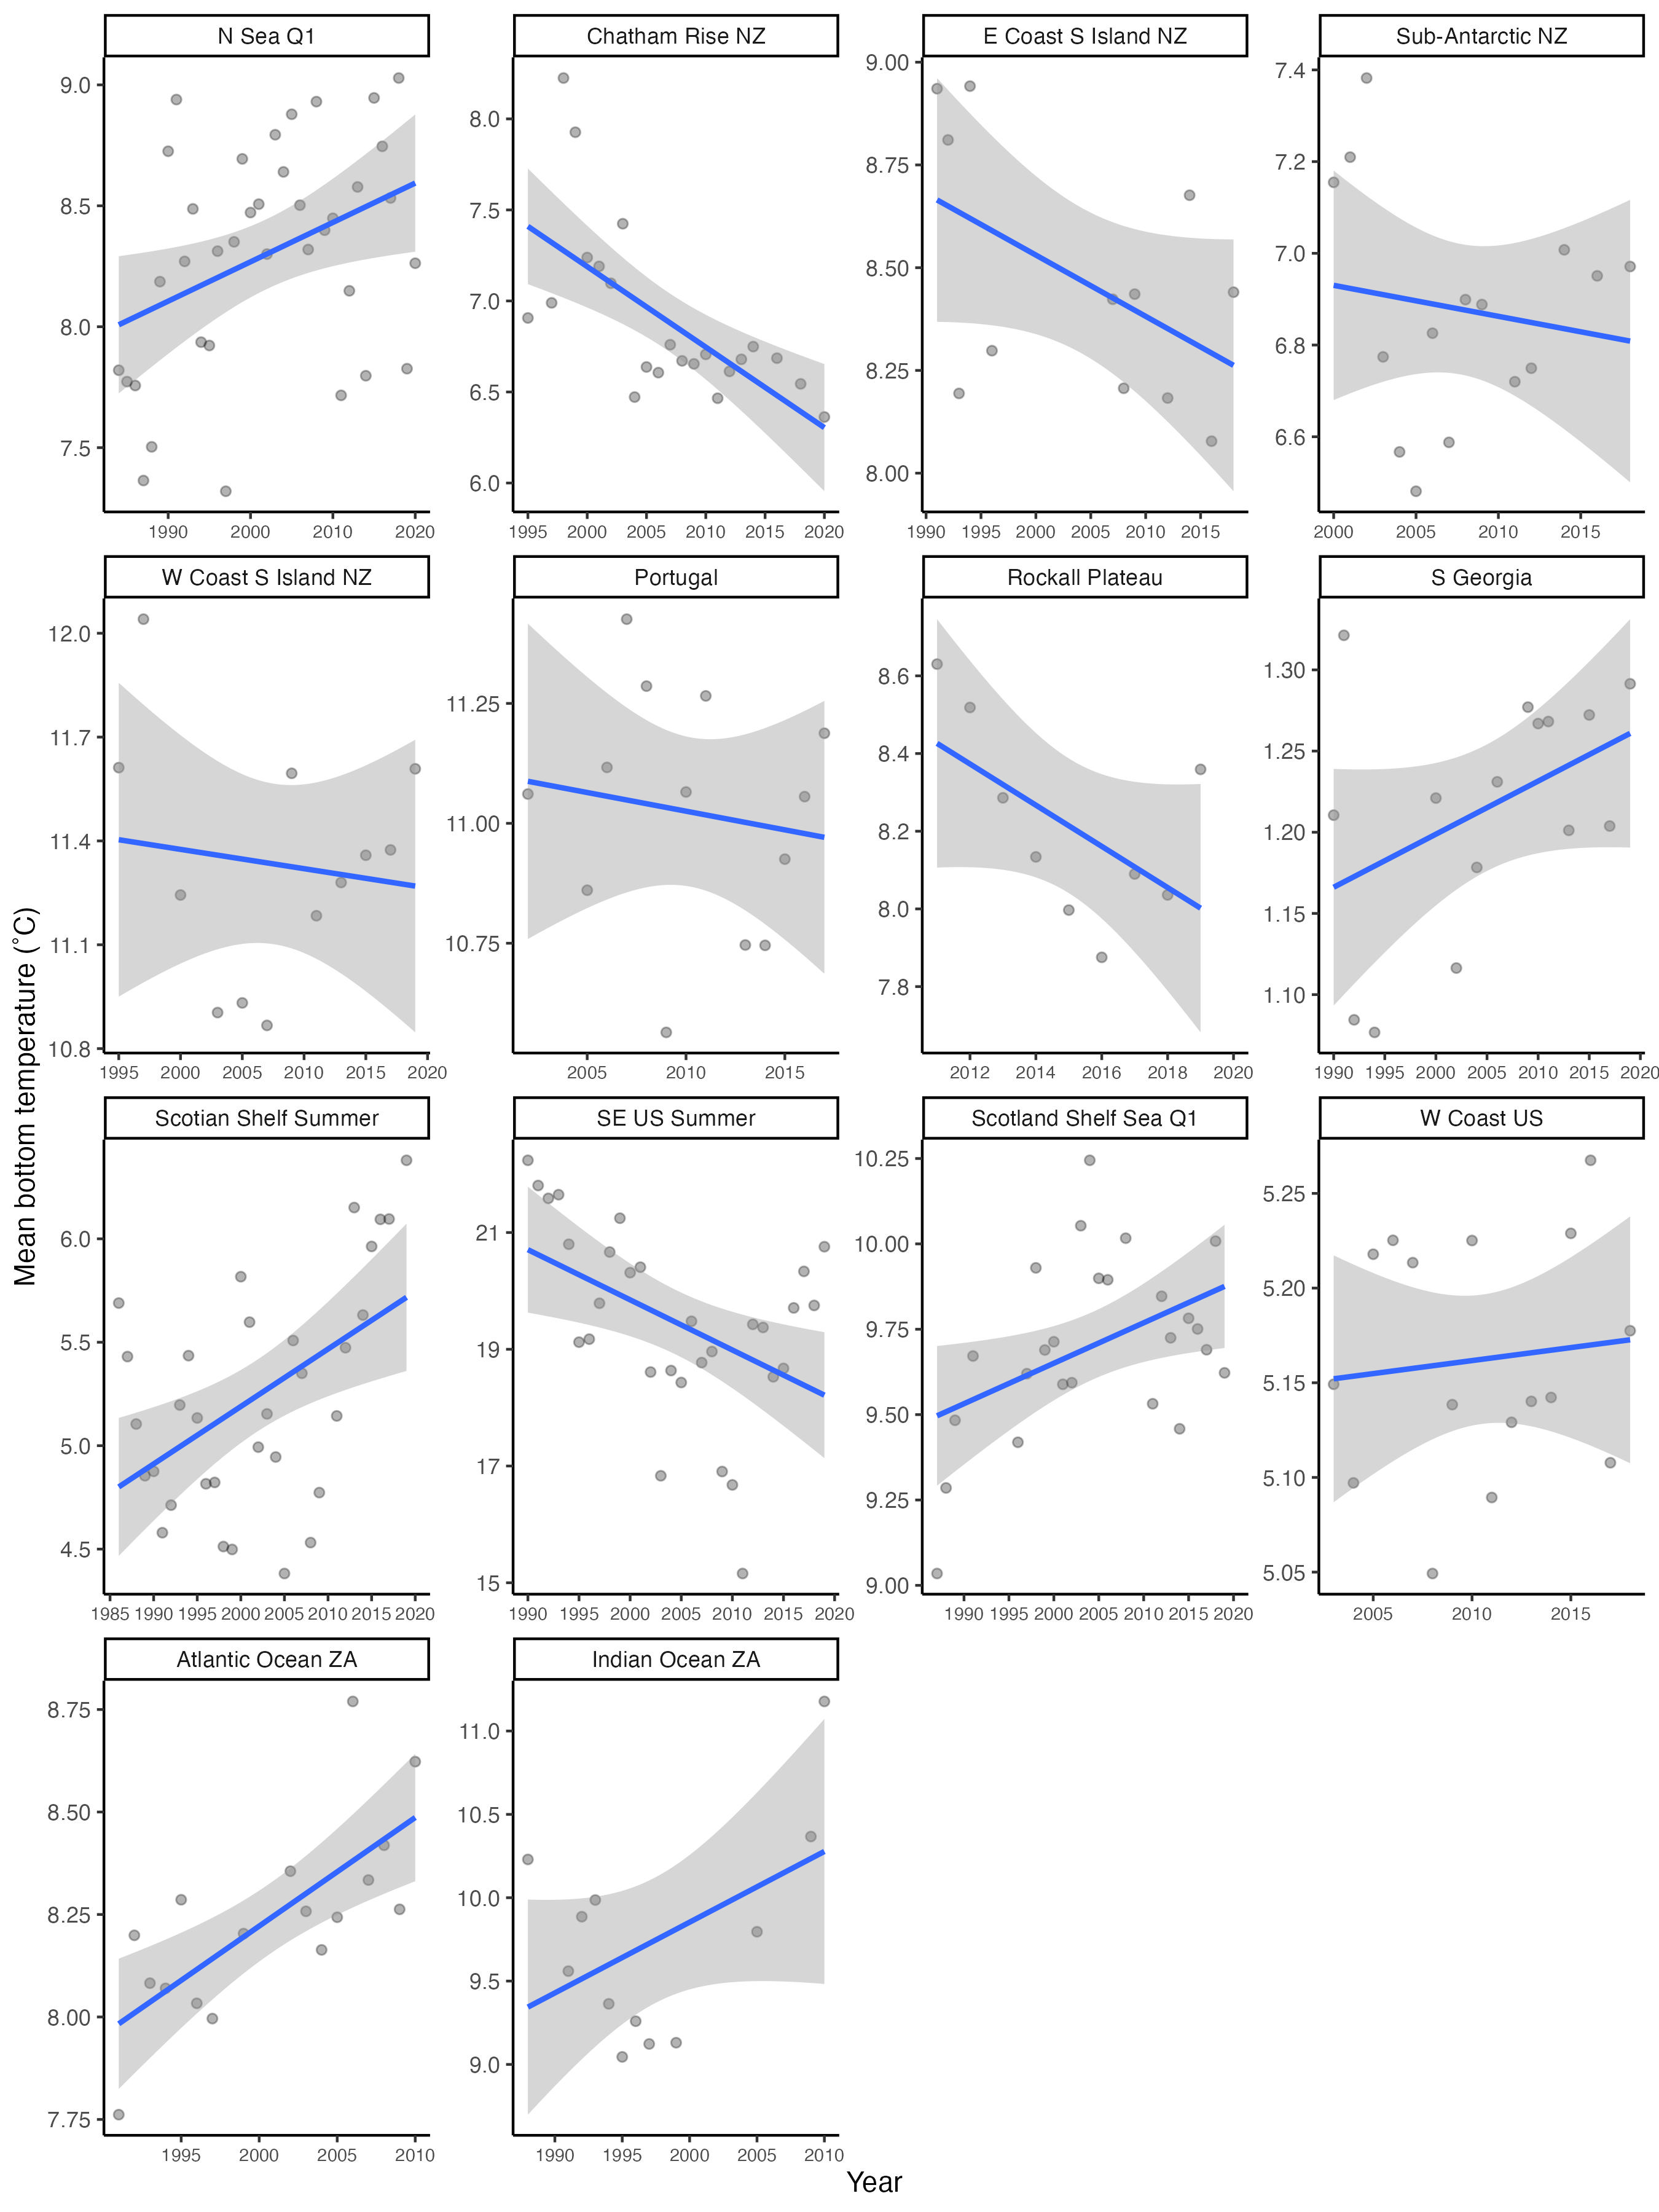 N Sea Q1
Chatham Rise NZ
E Coast S Island NZ
Sub-Antarctic NZ
9.0
8.5
8.0
7.5
1990 2000 2010 2020
8.0
7.5
7.0
6.5
6.0
1995 2000 2005 2010 2015 2020
9.00
8.75
8.50
8.25
8.00
1990 1995 2000 2005 2010 2015
7.4
7.2
7.0
6.8
6.6
2000 2005 2010 2015
W Coast S Island NZ
Portugal
Rockall Plateau
S Georgia
12.0
11.7
11.4
11.1
10.8
1995 2000 2005 2010 2015 2020
11.25
11.00
10.75
2005 2010 2015
8.6
8.4
8.2
8.0
7.8
2012 2014 2016 2018 2020
1.30
1.25
1.20
1.15
1.10
1990 1995 2000 2005 2010 2015 2020
Mean bottom temperature (°C)
Scotian Shelf Summer
SE US Summer
Scotland Shelf Sea Q1
W Coast US
6.0
5.5
5.0
4.5
1985 1990 1995 2000 2005 2010 2015 2020
21
19
17
15
1990 1995 2000 2005 2010 2015 2020
10.25
10.00
9.75
9.50
9.25
9.00
1990 1995 2000 2005 2010 2015 2020
5.25
5.20
5.15
5.10
5.05
2005 2010 2015
Atlantic Ocean ZA
Indian Ocean ZA
8.75
8.50
8.25
8.00
7.75
1995 2000 2005 2010
11.0
10.5
10.0
9.5
9.0
1990 1995 2000 2005 2010
Year